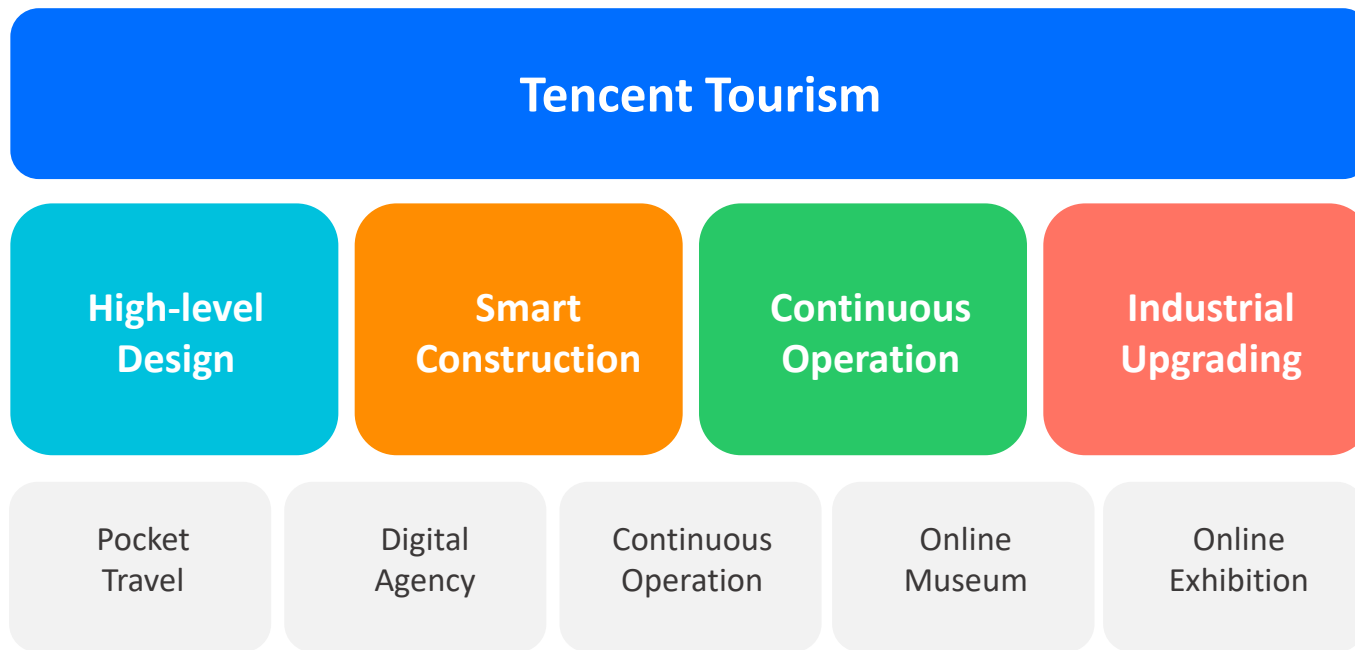 Tencent Tourism
High-level
Design
Smart
Construction
Continuous
Operation
Industrial
Upgrading
Pocket
Travel
Digital
Agency
Continuous
Operation
Online
Museum
Online
Exhibition